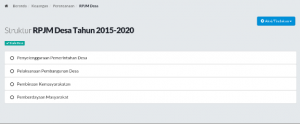 Beranda Keuangan Perencanaan RPJM Desa
Struktur RPJM Desa Tahun 2015-2020
Penyelenggaraan Pemerintahan Desa
Pelaksanaan Pembangunan Desa
Pembinaan Kemasyarakatan
Pemberdayaan Masyarakat